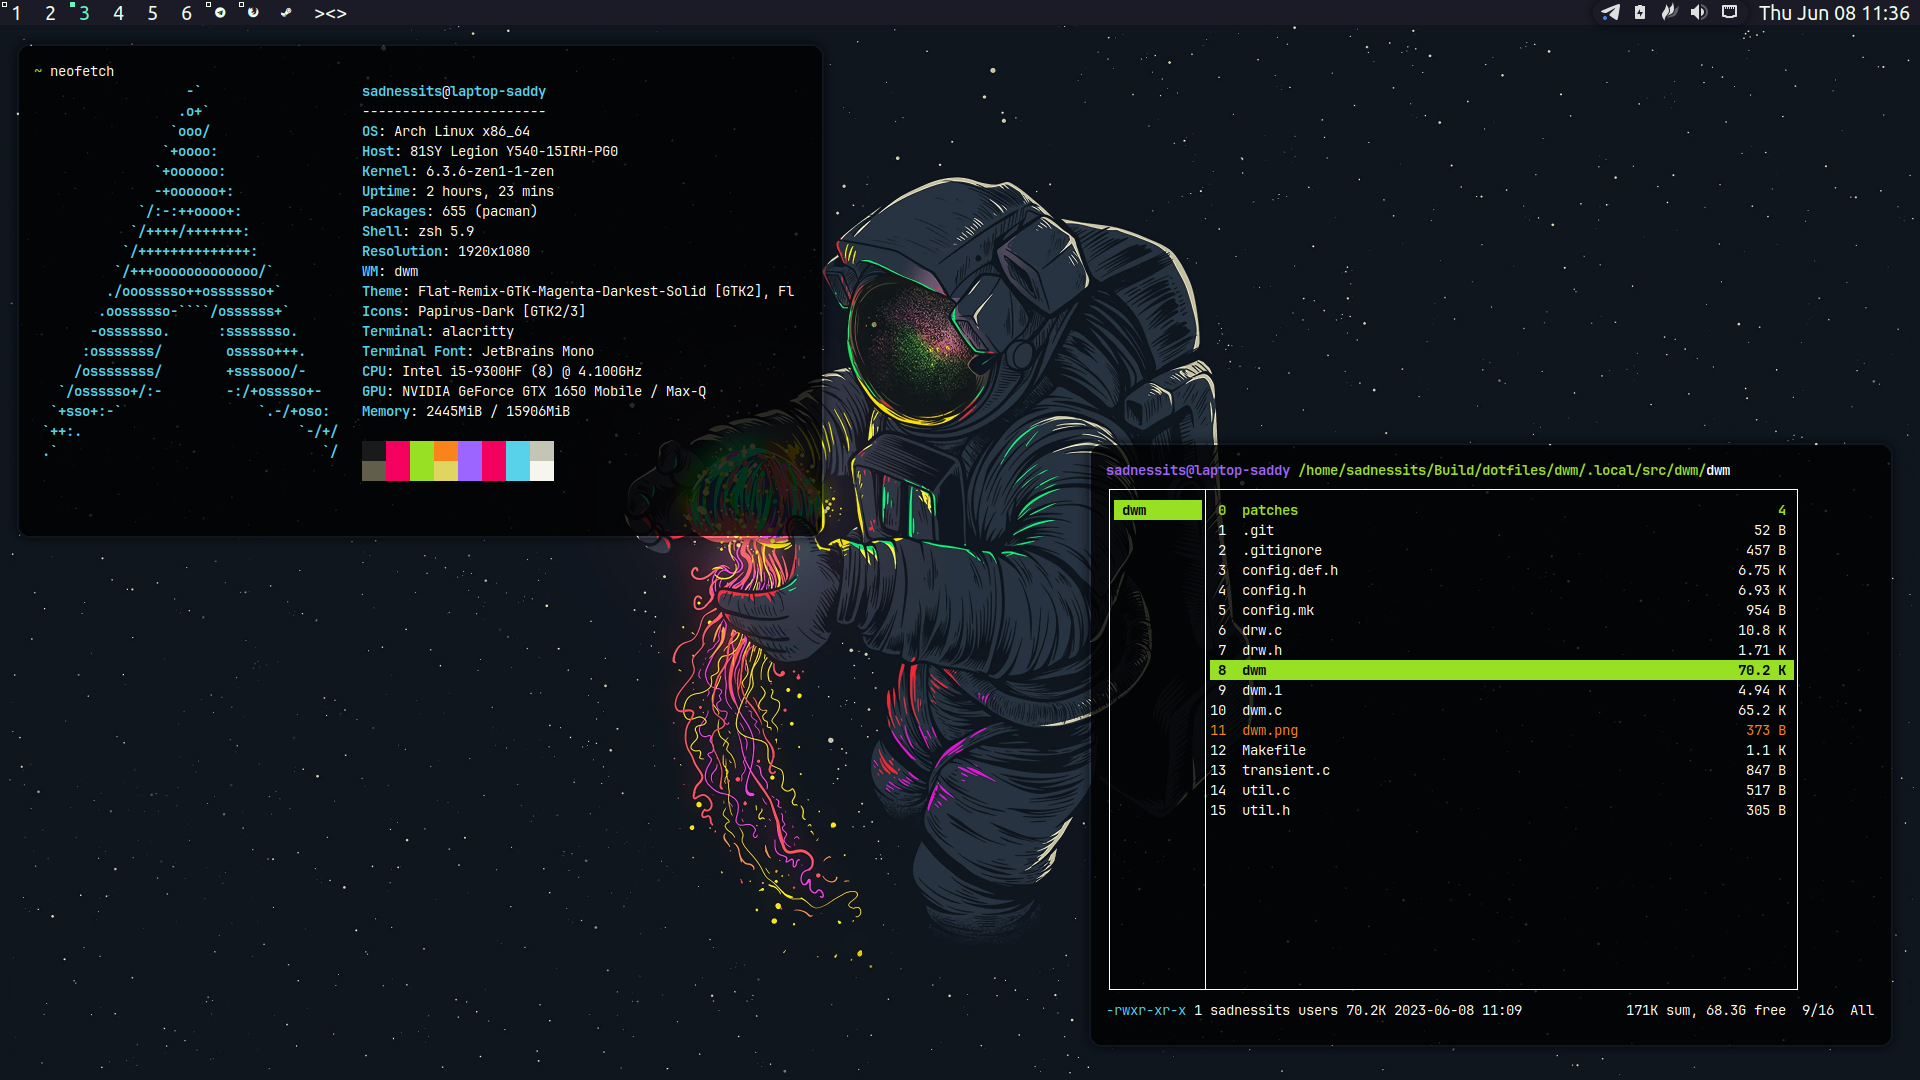 1 2 3 4 5 6 ><> Thu Jun 08 11:36
~ neofetch
-`
.o+`
`ooo/
`+oooo:
`+oooooo:
-+oooooo+:
`/:-:++oooo+:
`/++++/+++++++:
`/++++++++++++++:
`/+++ooooooooooooo/`
./ooosssso++osssssso+`
.oossssso-````/ossssss+`
-osssssso. :ssssssso.
:osssssss/ osssso+++.
/ossssssss/ +ssssooo/-
`/ossssso+/:- -:/+osssso+-
`+sso+:-` `.-/+oso:
`++:. `-/+/
.` `/
sadnessits@laptop-saddy
-----------------------
OS: Arch Linux x86_64
Host: 81SY Legion Y540-15IRH-PG0
Kernel: 6.3.6-zen1-1-zen
Uptime: 2 hours, 23 mins
Packages: 655 (pacman)
Shell: zsh 5.9
Resolution: 1920x1080
WM: dwm
Theme: Flat-Remix-GTK-Magenta-Darkest-Solid [GTK2], Fl
Icons: Papirus-Dark [GTK2/3]
Terminal: alacritty
Terminal Font: JetBrains Mono
CPU: Intel i5-9300HF (8) @ 4.100GHz
GPU: NVIDIA GeForce GTX 1650 Mobile / Max-Q
Memory: 2445MiB / 15906MiB
sadnessits@laptop-saddy /home/sadnessits/Build/dotfiles/dwm/.local/src/dwm/dwm
dwm
0 patches 4
1 .git 52 B
2 .gitignore 457 B
3 config.def.h 6.75 K
4 config.h 6.93 K
5 config.mk 954 B
6 drw.c 10.8 K
7 drw.h 1.71 K
8 dwm 70.2 K
9 dwm.1 4.94 K
10 dwm.c 65.2 K
11 dwm.png 373 B
12 Makefile 1.1 K
13 transient.c 847 B
14 util.c 517 B
15 util.h 305 B
-rwxr-xr-x 1 sadnessits users 70.2K 2023-06-08 11:09 171K sum, 68.3G free 9/16 All